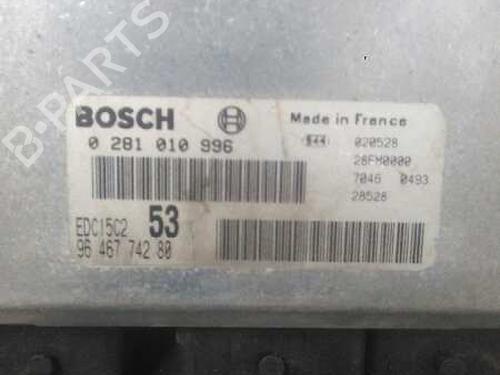 B-PARTS
BOSCH
Made in France
0 281 010 996
020528
28FM0000
7046 0493
28528
EDC15C2 53
96 467 742 80